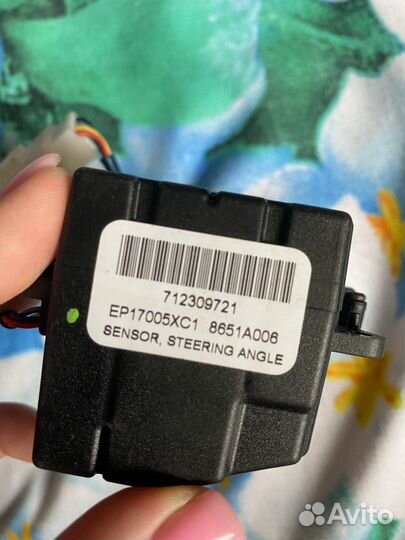 712309721
EP17005XC1 8651A006
SENSOR, STEERING ANGLE
Avito